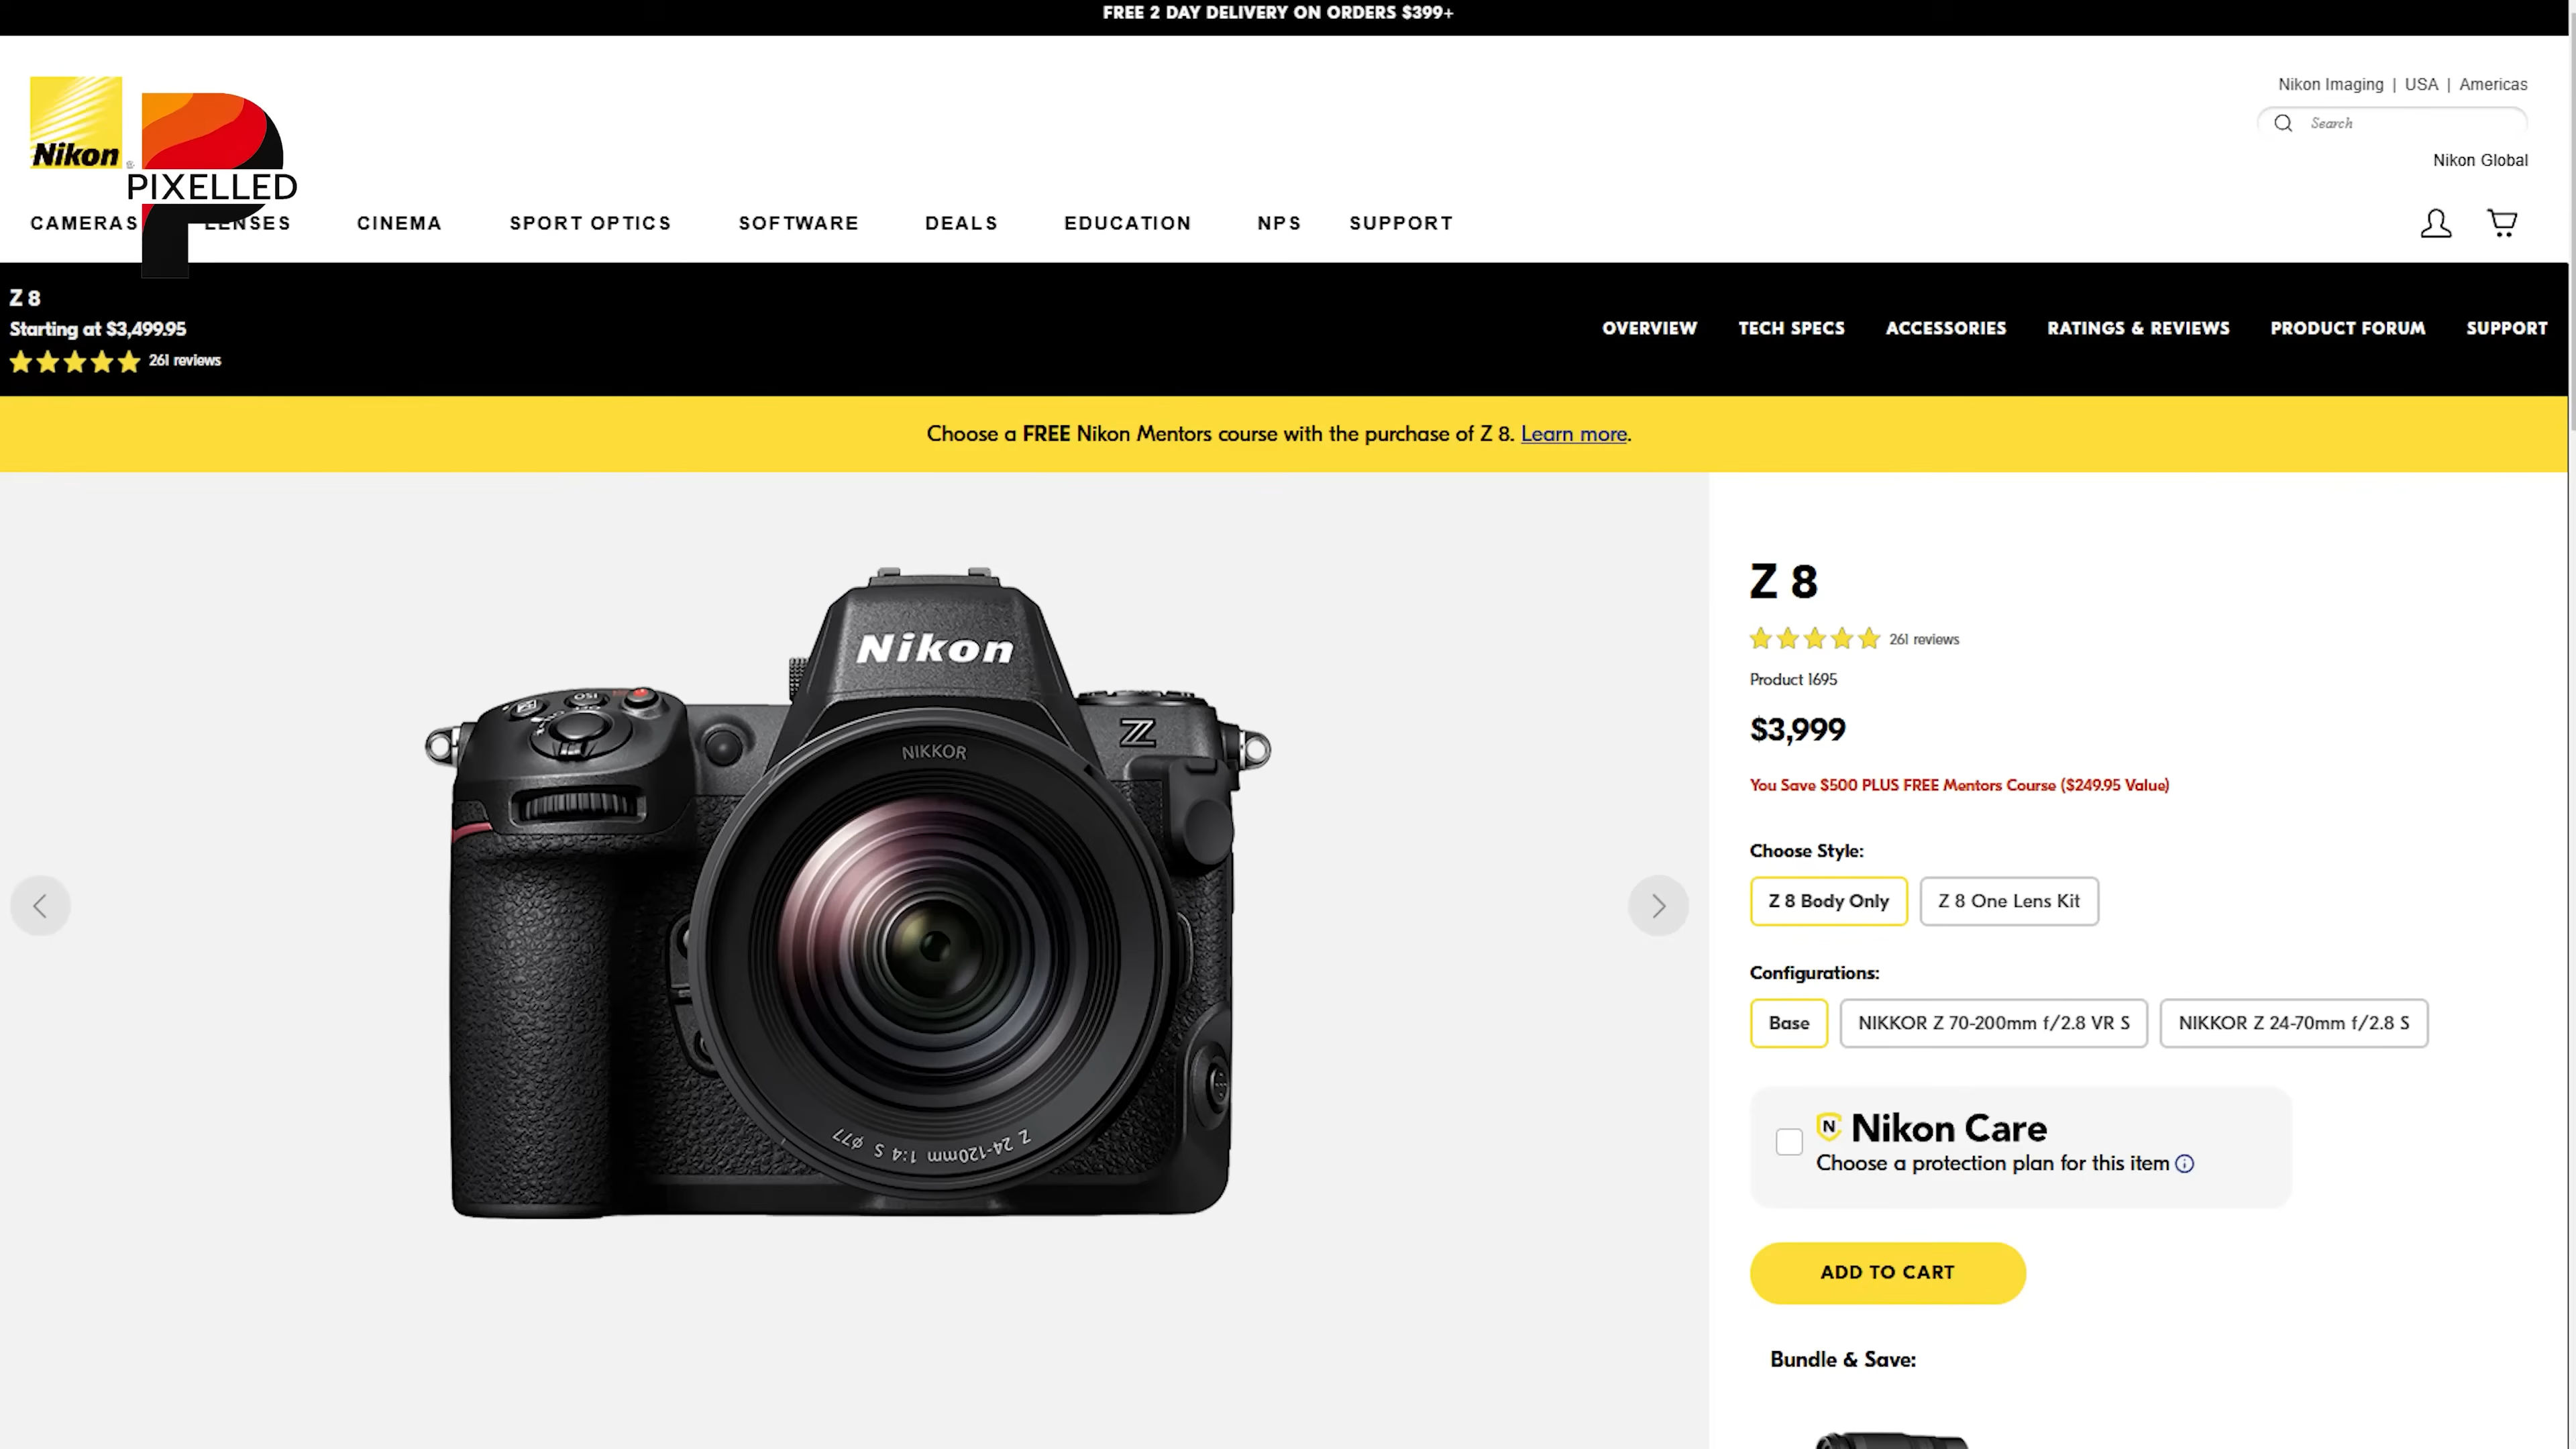 FREE 2 DAY DELIVERY ON ORDERS $399+
Nikon Imaging | USA | Americas
Search
Nikon Global
Nikon
PIXELLED
CAMERAS LENSES CINEMA SPORT OPTICS SOFTWARE DEALS EDUCATION NPS SUPPORT
Z 8
Starting at $3,499.95
261 reviews
OVERVIEW TECH SPECS ACCESSORIES RATINGS & REVIEWS PRODUCT FORUM SUPPORT
Choose a FREE Nikon Mentors course with the purchase of Z 8. Learn more.
Nikon
ISO
Z
NIKKOR
Z 24-120mm 1:4 S ø77
Z 8
261 reviews
Product 1695
$3,999
You Save $500 PLUS FREE Mentors Course ($249.95 Value)
Choose Style:
Z 8 Body Only Z 8 One Lens Kit
Configurations:
Base NIKKOR Z 70-200mm f/2.8 VR S NIKKOR Z 24-70mm f/2.8 S
N Nikon Care
Choose a protection plan for this item
ADD TO CART
Bundle & Save: